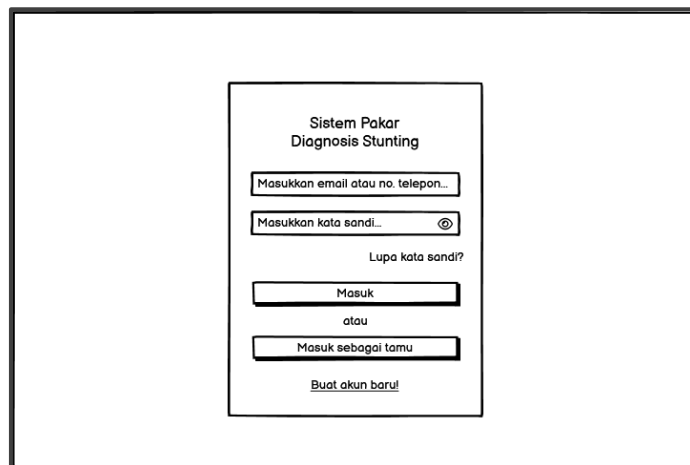 Sistem Pakar
Diagnosis Stunting
Masukkan email atau no. telepon...
Masukkan kata sandi...
Lupa kata sandi?
Masuk
atau
Masuk sebagai tamu
Buat akun baru!